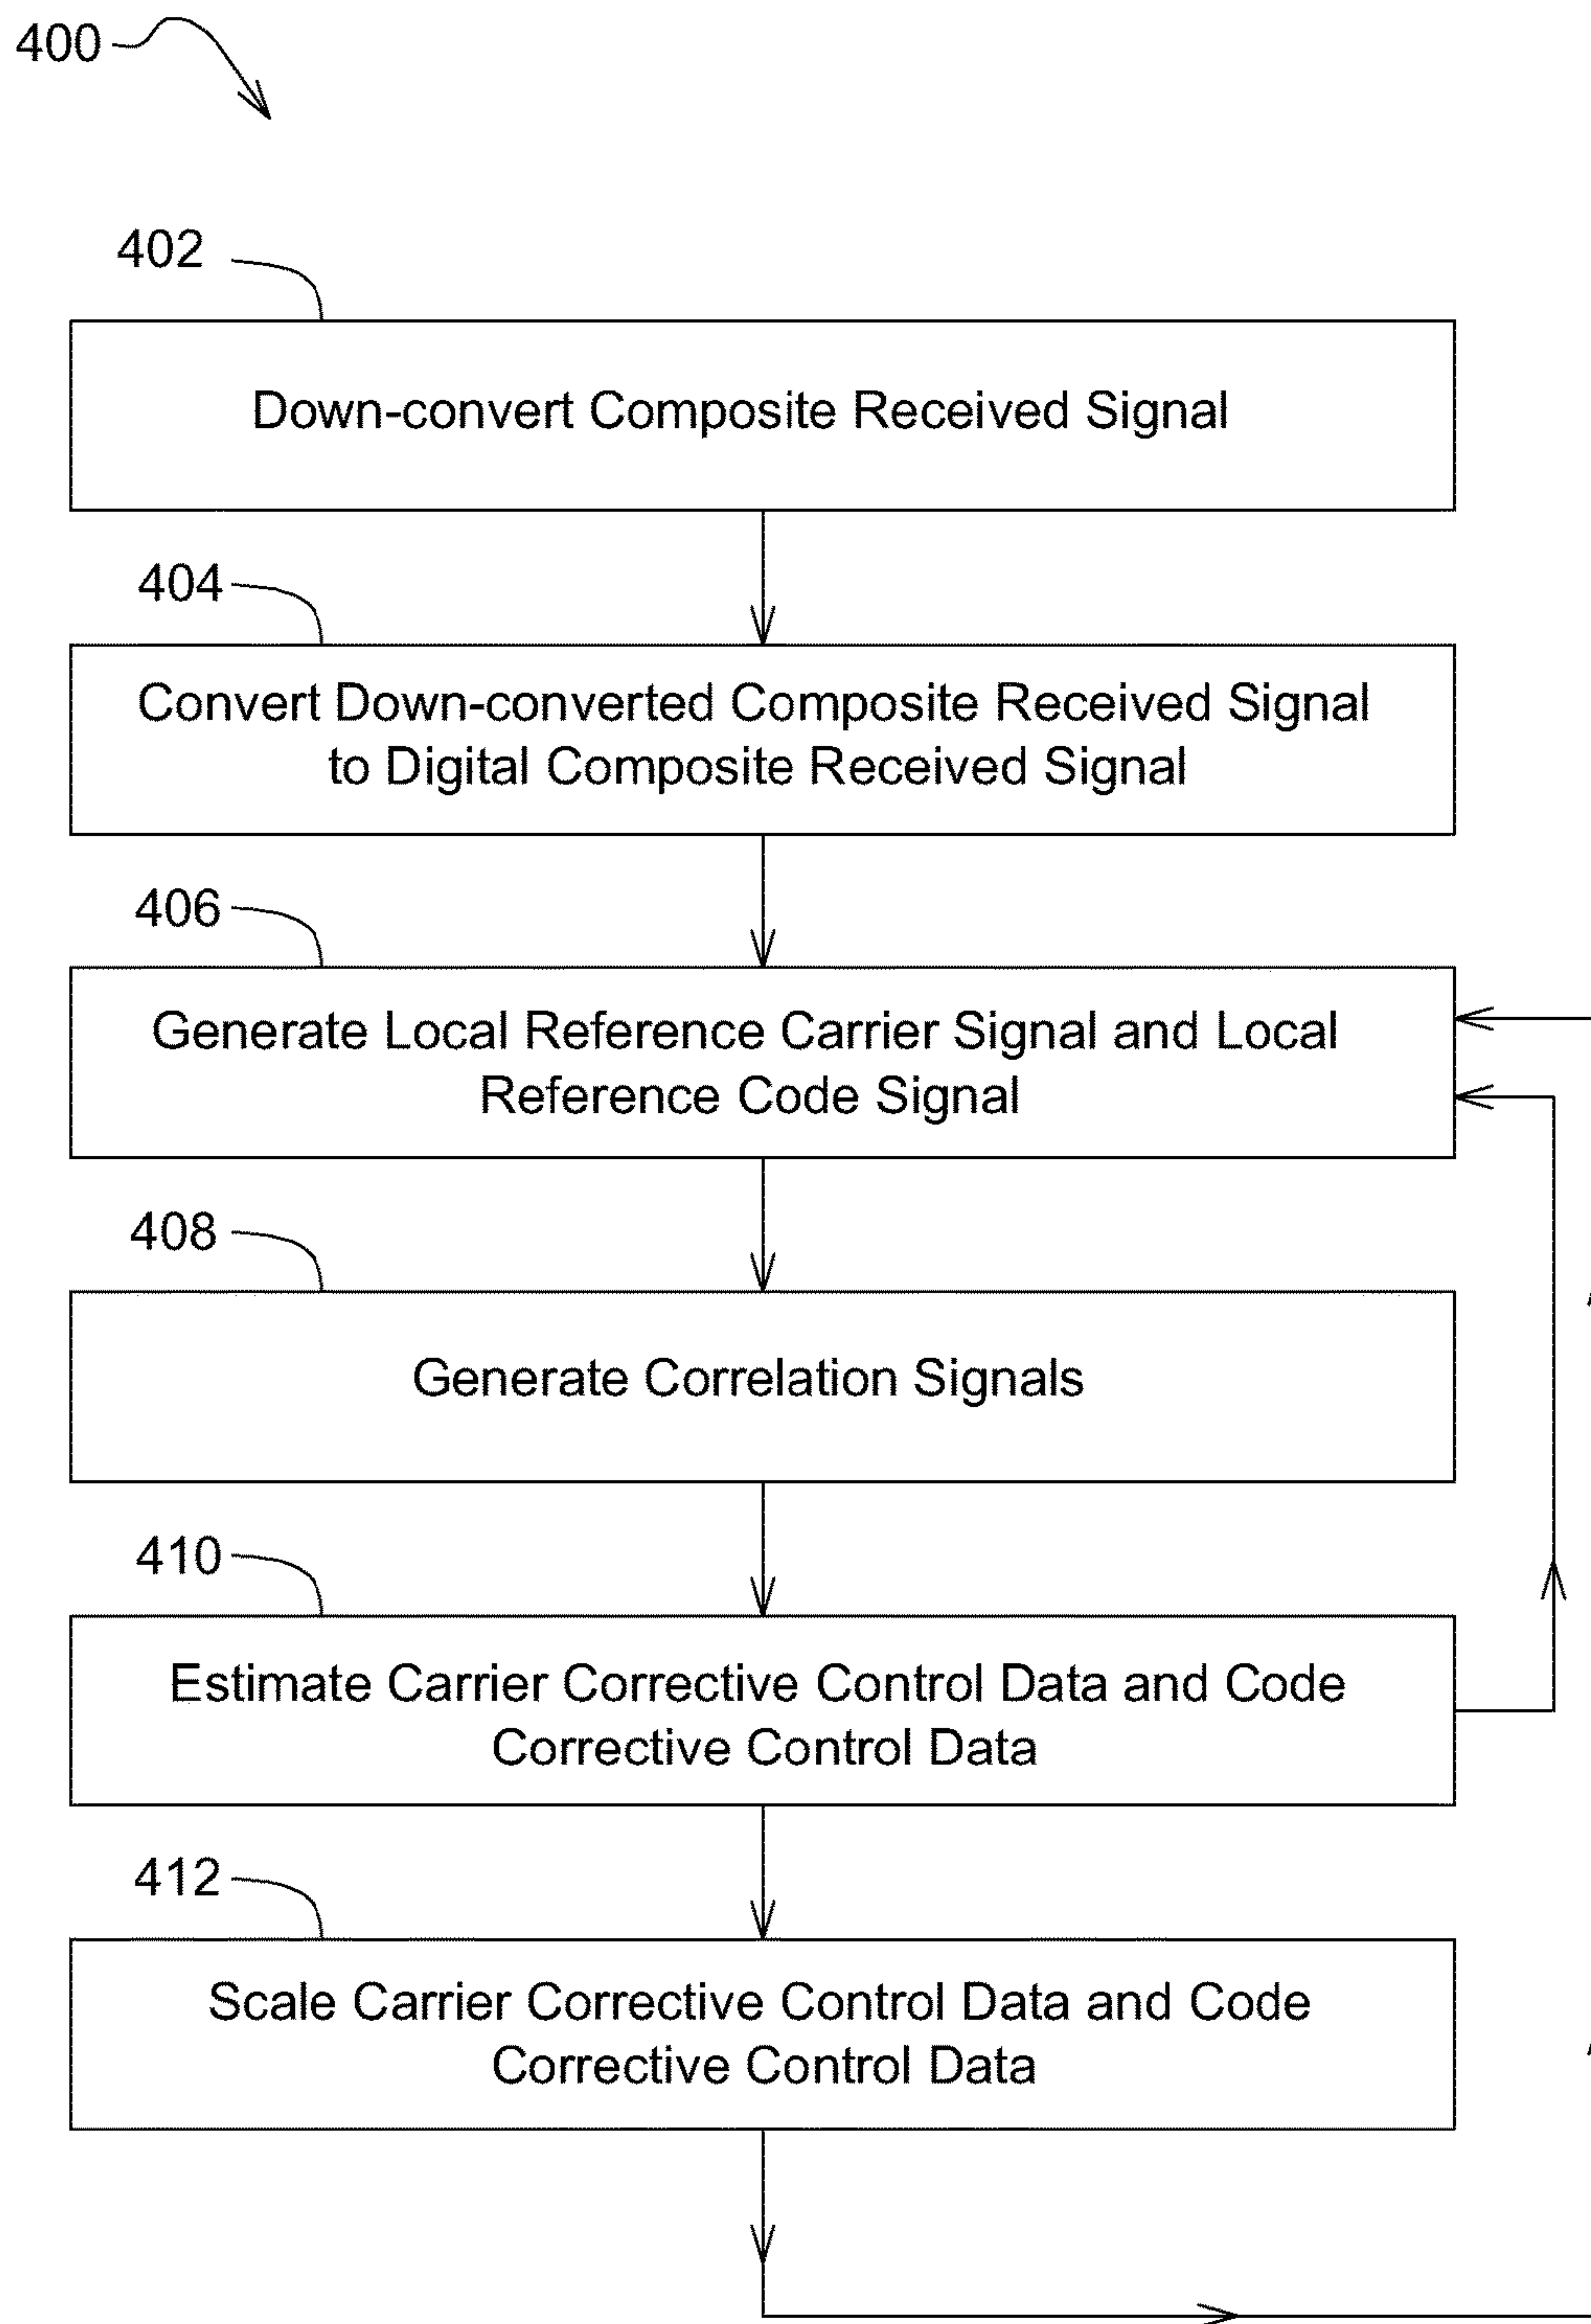 400
402
Down-convert Composite Received Signal
404
Convert Down-converted Composite Received Signal
to Digital Composite Received Signal
406
Generate Local Reference Carrier Signal and Local
Reference Code Signal
408
Generate Correlation Signals
410
Estimate Carrier Corrective Control Data and Code
Corrective Control Data
412
Scale Carrier Corrective Control Data and Code
Corrective Control Data